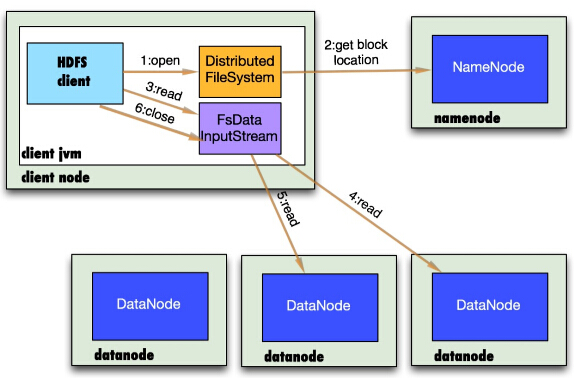 HDFS
client
1:open
Distributed
FileSystem
2:get block
location
NameNode
namenode
3:read
6:close
FsData
InputStream
client jvm
client node
5:read
4:read
DataNode
datanode
DataNode
datanode
DataNode
datanode